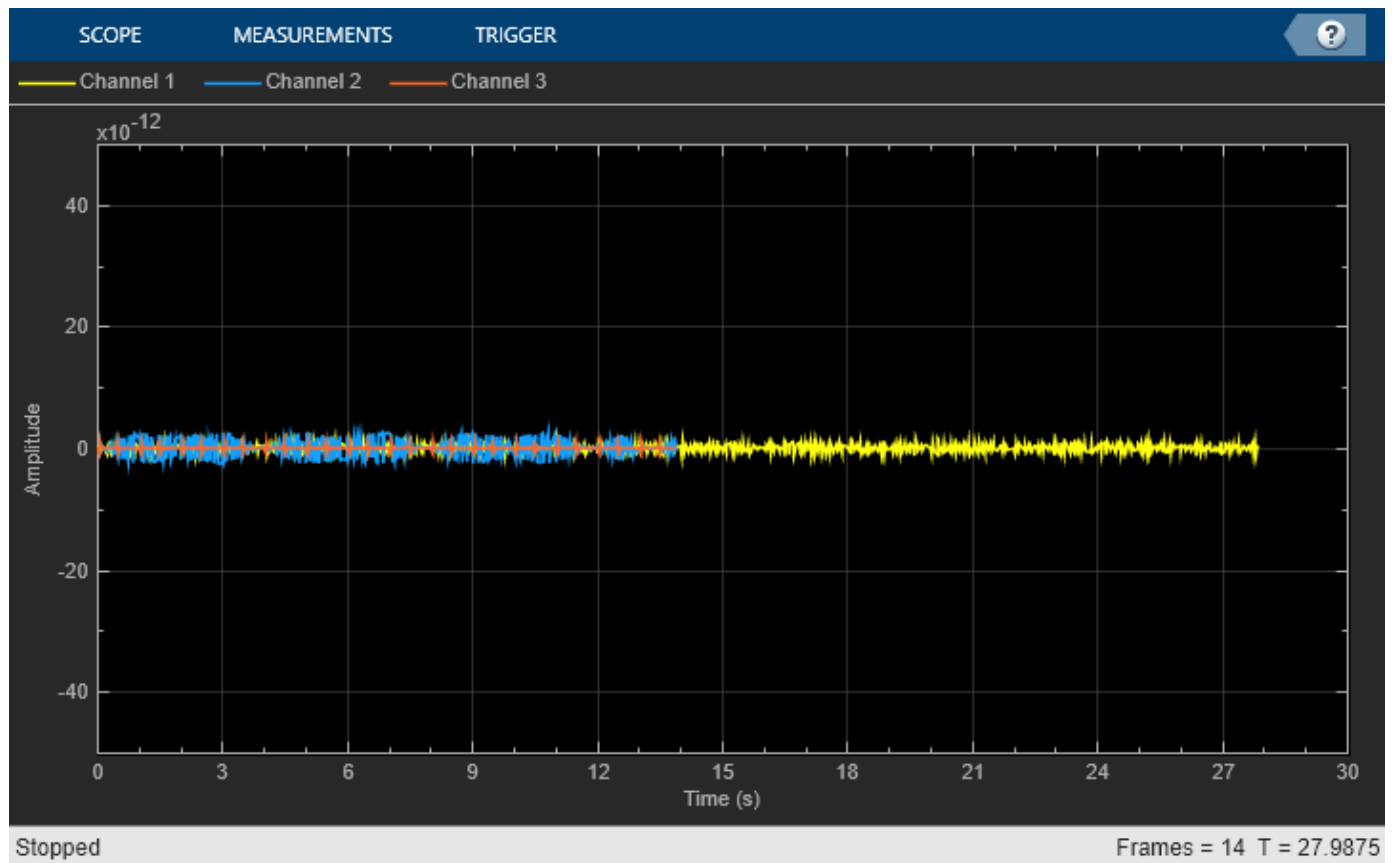 SCOPE MEASUREMENTS TRIGGER ?
Channel 1 Channel 2 Channel 3
x10-12
40
20
0
-20
-40
Amplitude
0 3 6 9 12 15 18 21 24 27 30
Time (s)
Stopped Frames = 14 T = 27.9875